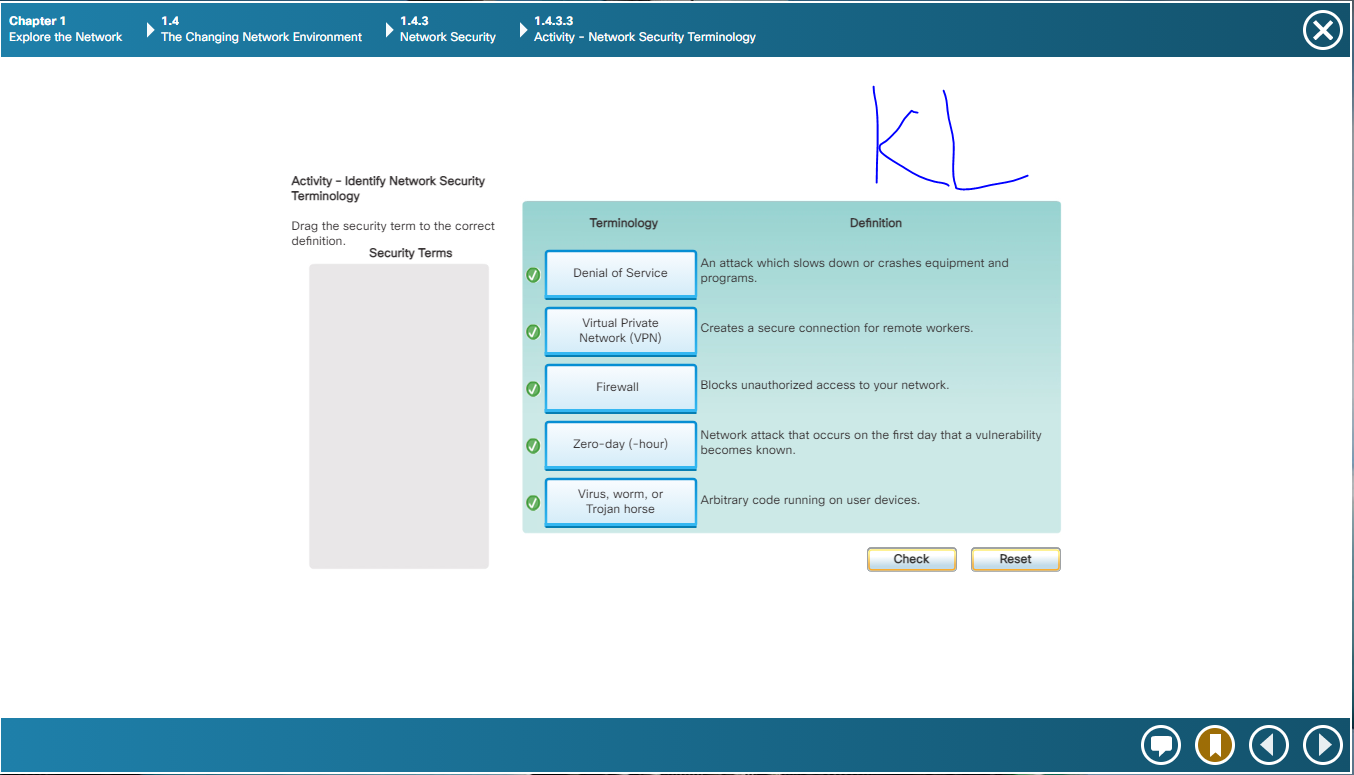 Chapter 1
Explore the Network
1.4
The Changing Network Environment
1.4.3
Network Security
1.4.3.3
Activity - Network Security Terminology
KL
Activity - Identify Network Security
Terminology
Drag the security term to the correct
definition.
Security Terms
Terminology
Definition
Denial of Service
An attack which slows down or crashes equipment and
programs.
Virtual Private
Network (VPN)
Creates a secure connection for remote workers.
Firewall
Blocks unauthorized access to your network.
Zero-day (-hour)
Network attack that occurs on the first day that a vulnerability
becomes known.
Virus, worm, or
Trojan horse
Arbitrary code running on user devices.
Check
Reset